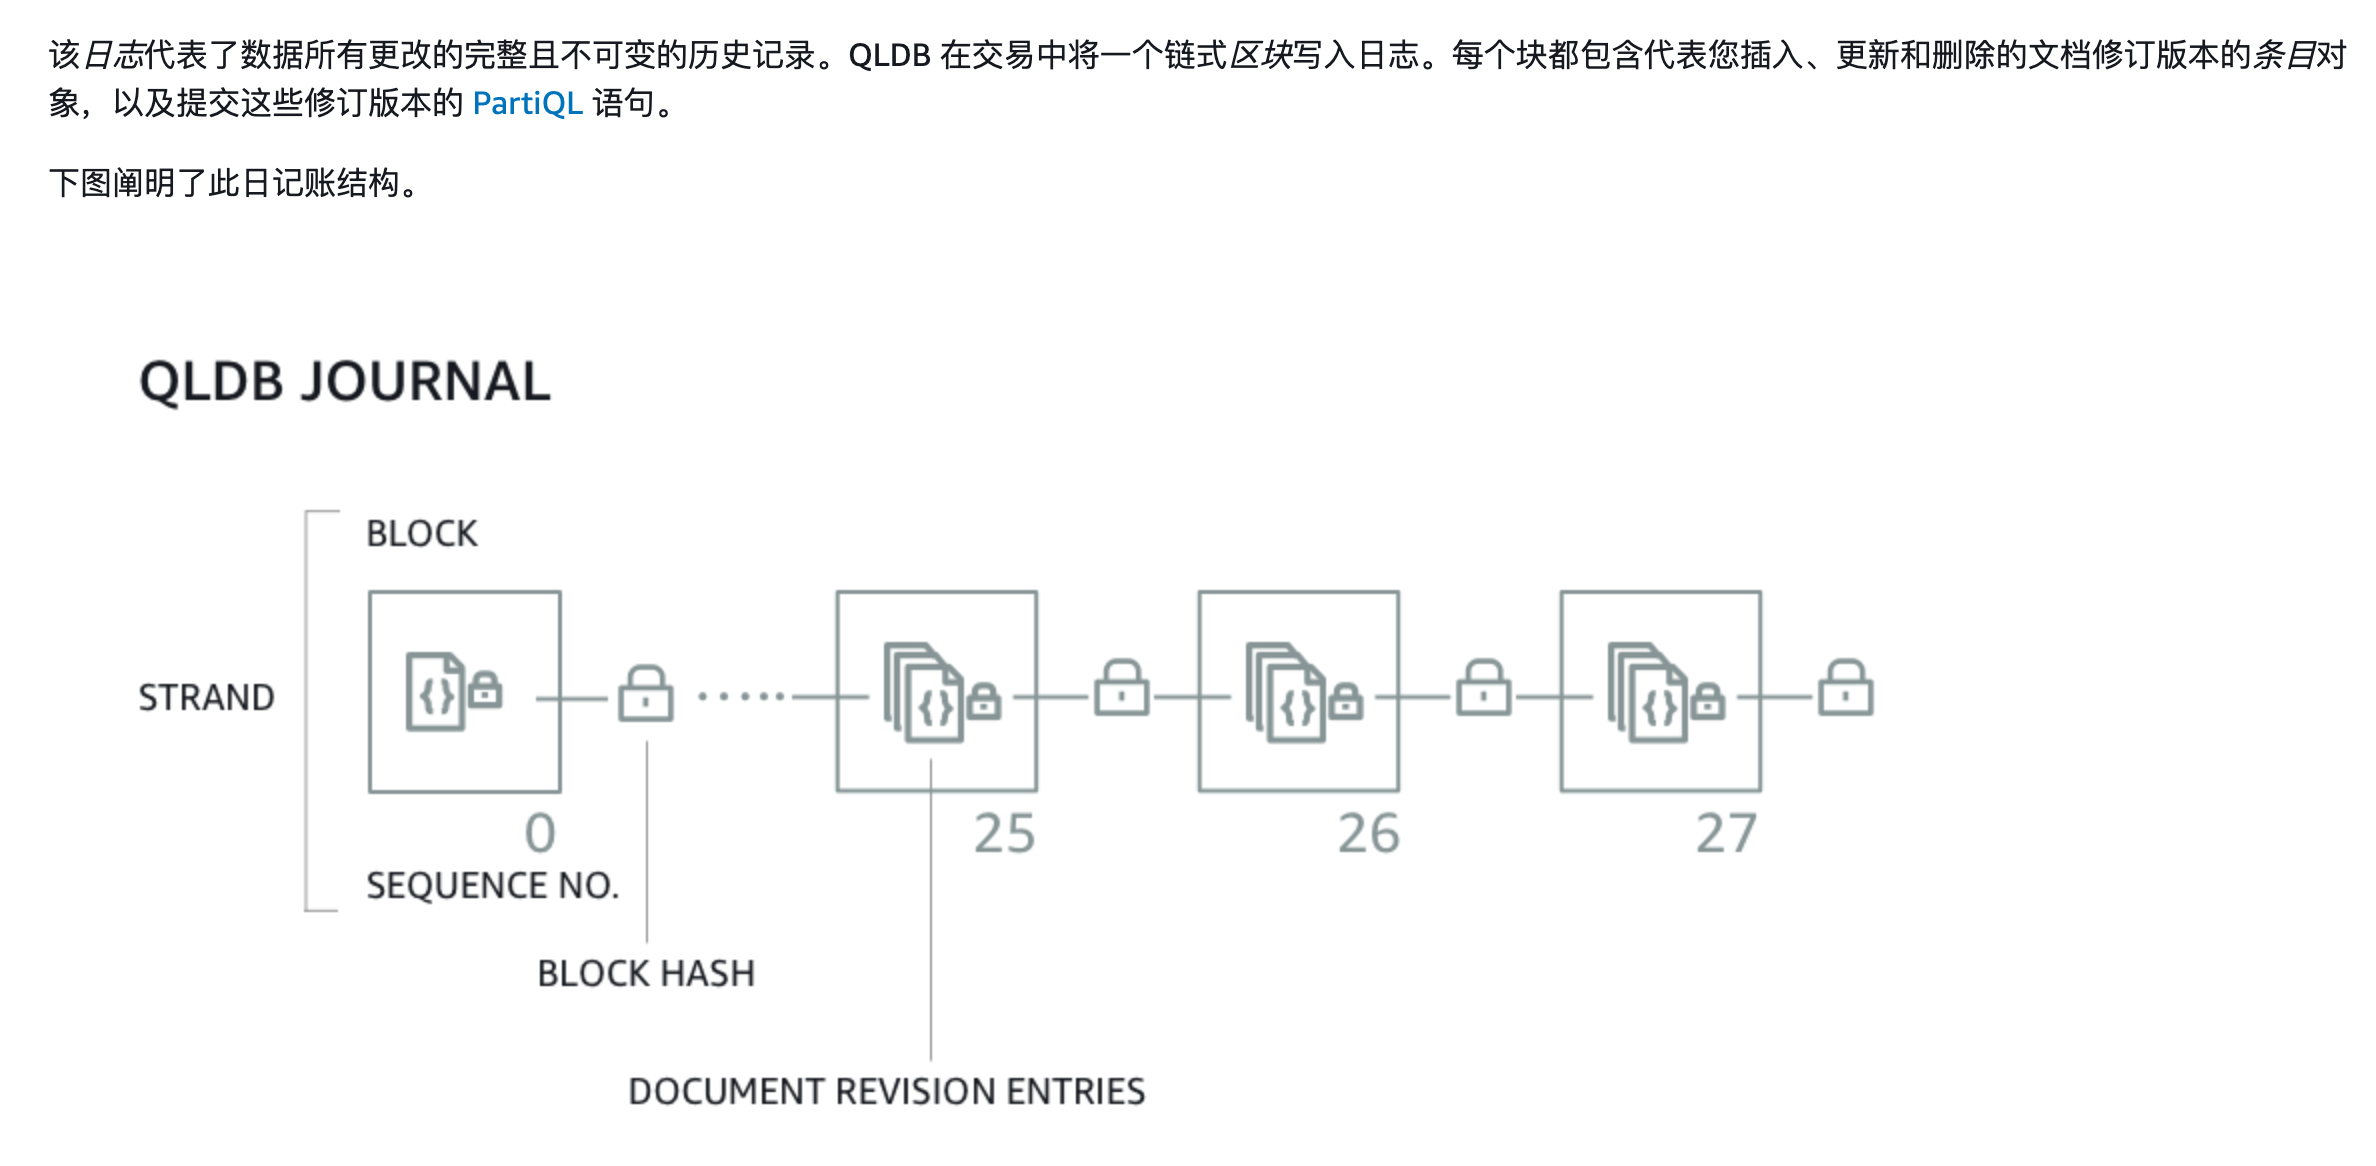 该日志代表了数据所有更改的完整且不可变的历史记录。QLDB 在交易中将一个链式区块写入日志。每个块都包含代表您插入、更新和删除的文档修订版本的条目对
象，以及提交这些修订版本的 PartiQL 语句。
下图阐明了此日记账结构。
QLDB JOURNAL
BLOCK
STRAND
0
25
26
27
SEQUENCE NO.
BLOCK HASH
DOCUMENT REVISION ENTRIES